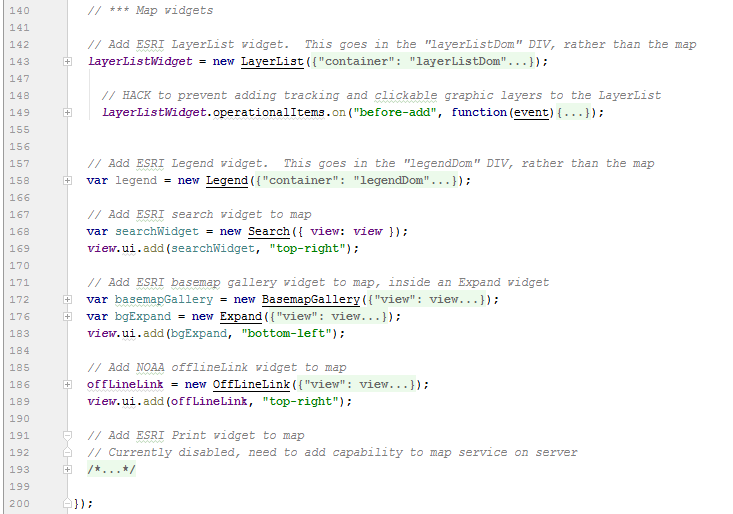 140 // *** Map widgets
141
142 // Add ESRI LayerList widget.  This goes in the "layerListDom" DIV, rather than the map
143 LayerListWidget = new LayerList({"container": "layerListDom"...});
147
148 // HACK to prevent adding tracking and clickable graphic layers to the LayerList
149 LayerListWidget.operationalItems.on("before-add", function(event){...});
155
156
157 // Add ESRI Legend widget.  This goes in the "legendDom" DIV, rather than the map
158 var legend = new Legend({"container": "legendDom"...});
166
167 // Add ESRI search widget to map
168 var searchWidget = new Search({ view: view });
169 view.ui.add(searchWidget, "top-right");
170
171 // Add ESRI basemap gallery widget to map, inside an Expand widget
172 var basemapGallery = new BasemapGallery({"view": view...});
176 var bgExpand = new Expand({"view": view...});
183 view.ui.add(bgExpand, "bottom-left");
184
185 // Add NOAA offlineLink widget to map
186 offLineLink = new OffLineLink({"view": view...});
189 view.ui.add(offLineLink, "top-right");
190
191 // Add ESRI Print widget to map
192 // Currently disabled, need to add capability to map service on server
193 /*...*/
199
200 });